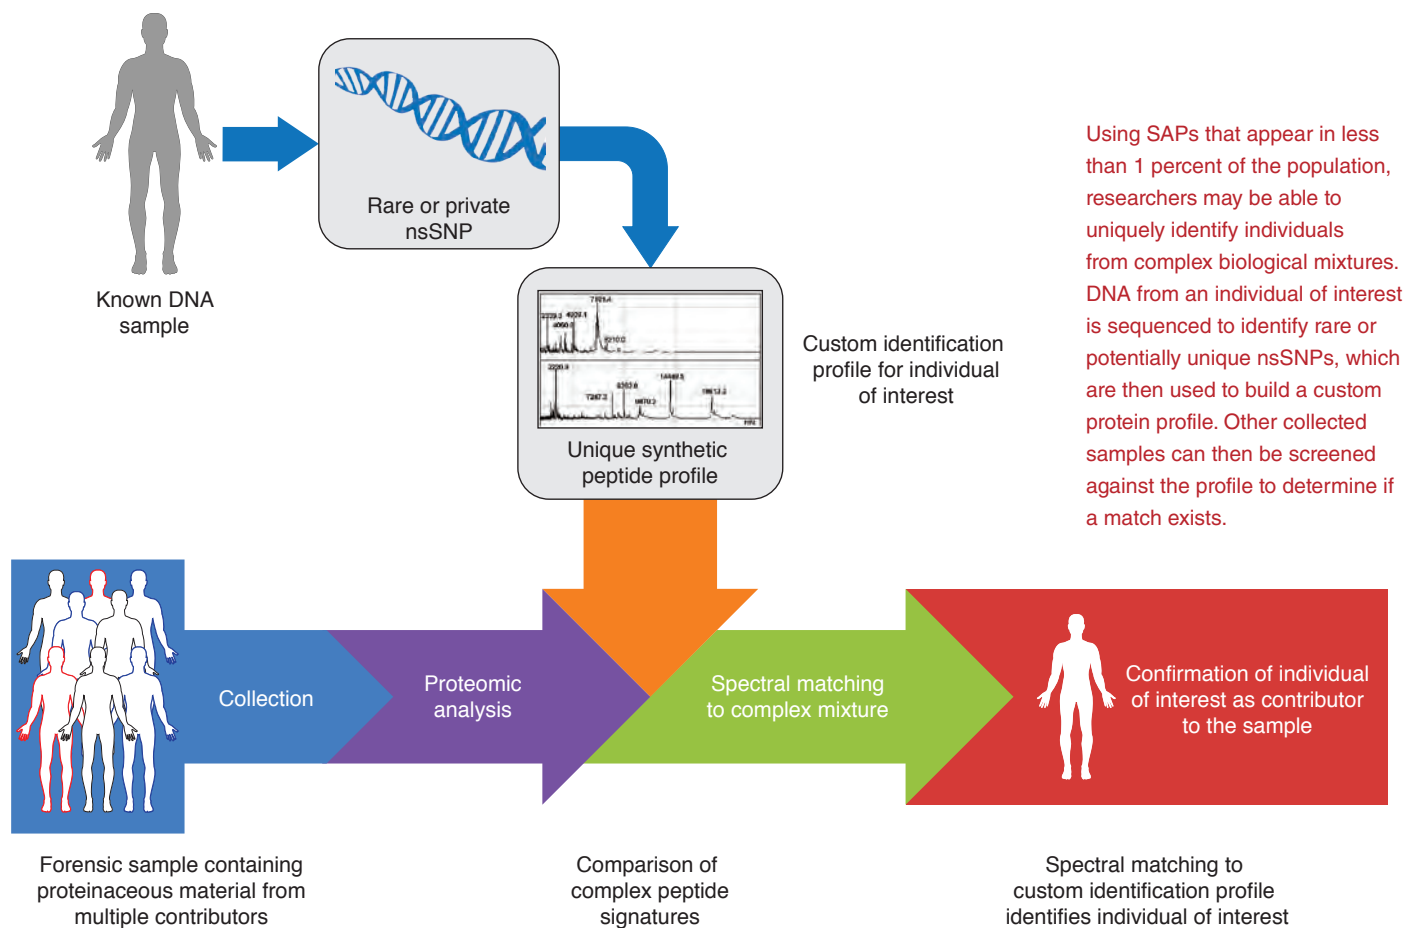 Rare or private
nsSNP
Known DNA
sample
Using SAPs that appear in less
than 1 percent of the population,
researchers may be able to
uniquely identify individuals
from complex biological mixtures.
DNA from an individual of interest
is sequenced to identify rare or
potentially unique nsSNPs, which
are then used to build a custom
protein profile. Other collected
samples can then be screened
against the profile to determine if
a match exists.
Unique synthetic
peptide profile
Custom identification
profile for individual
of interest
Collection
Proteomic
analysis
Spectral matching
to complex mixture
Confirmation of individual
of interest as contributor
to the sample
Forensic sample containing
proteinaceous material from
multiple contributors
Comparison of
complex peptide
signatures
Spectral matching to
custom identification profile
identifies individual of interest